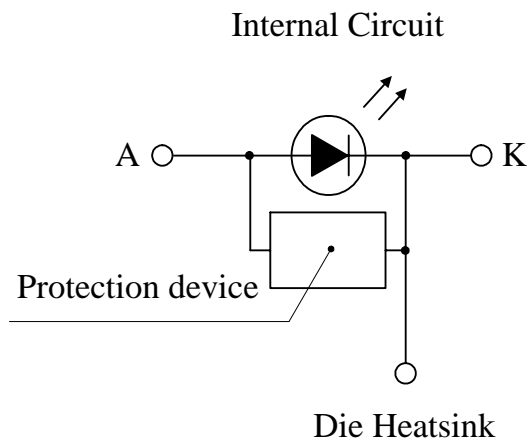 Internal Circuit
A
K
Protection device
Die Heatsink